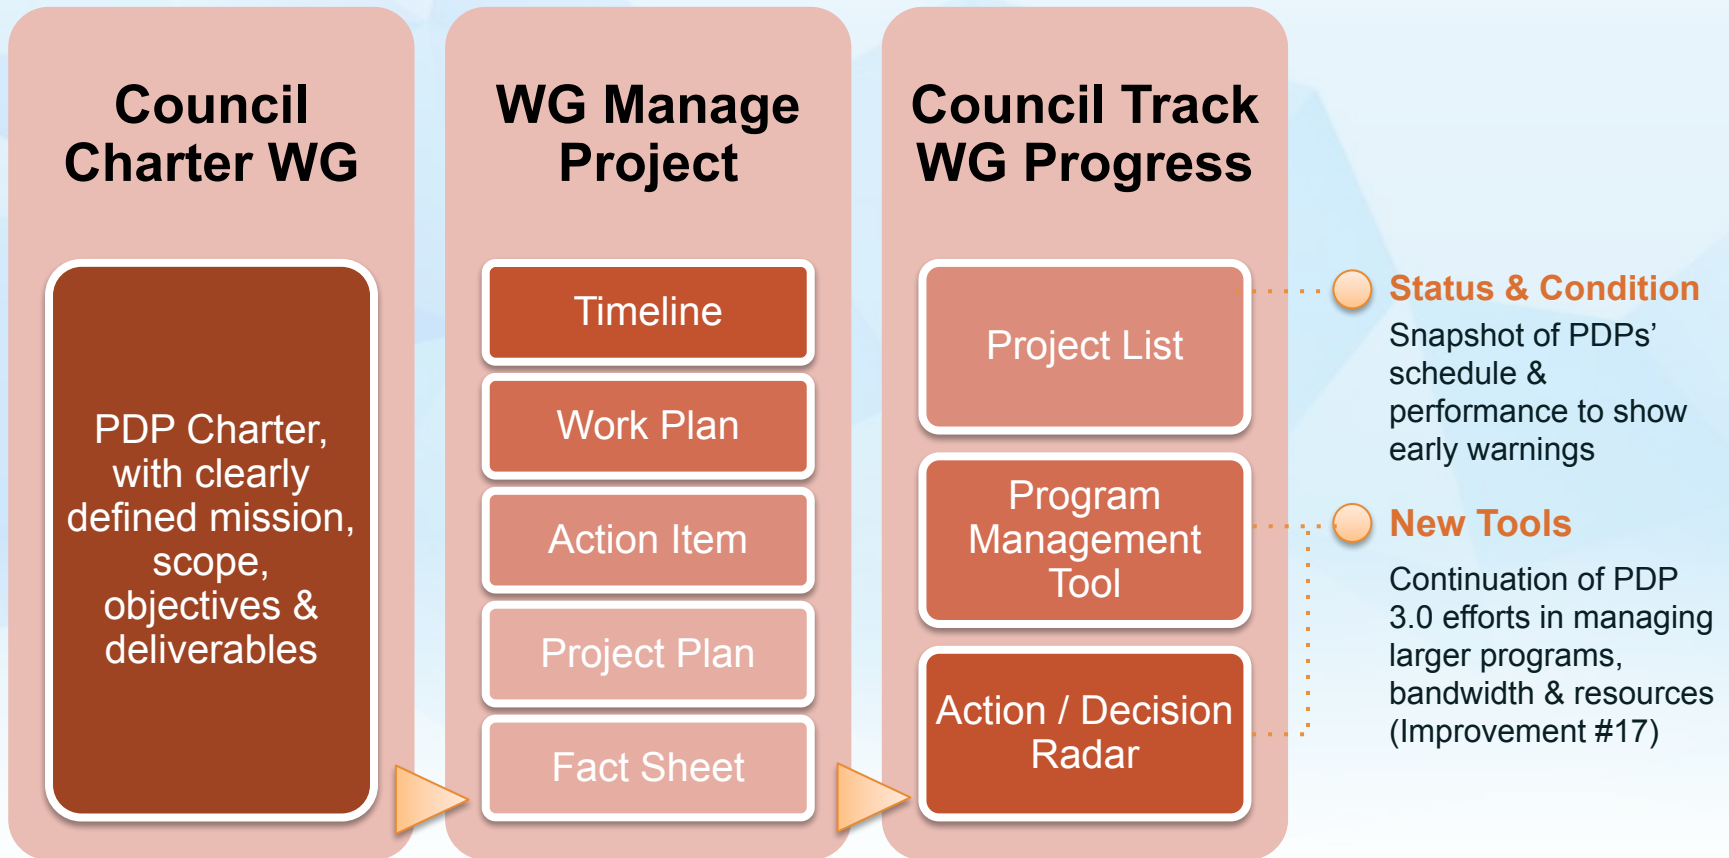 Council
Charter WG
PDP Charter,
with clearly
defined mission,
scope,
objectives &
deliverables
WG Manage
Project
Timeline
Work Plan
Action Item
Project Plan
Fact Sheet
Council Track
WG Progress
Project List
Program
Management
Tool
Action / Decision
Radar
Status & Condition
Snapshot of PDPs’
schedule &
performance to show
early warnings
New Tools
Continuation of PDP
3.0 efforts in managing
larger programs,
bandwidth & resources
(Improvement #17)